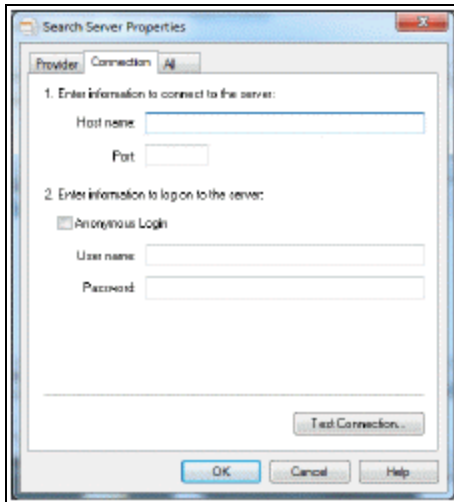 Search Server Properties
Provider Connection All
1. Enter information to connect to the server:
Host name:
Port:
2. Enter information to log on to the server:
Anonymous Login
User name:
Password:
Test Connection...
OK Cancel Help